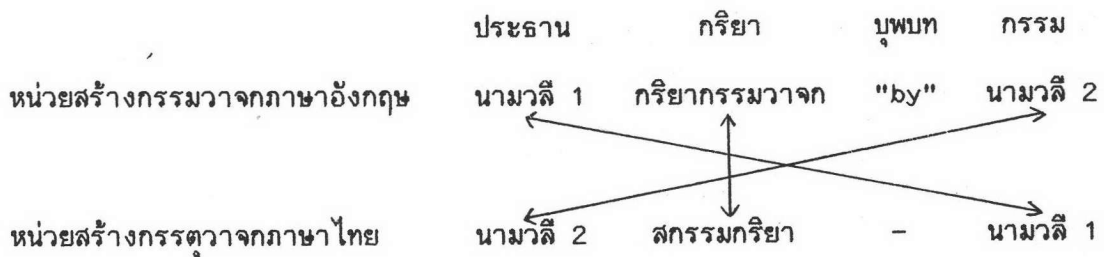 ประธาน กริยา บุพบท กรรม
หน่วยสร้างกรรมวาจกภาษาอังกฤษ นามวลี 1 กริยากรรมวาจก "by" นามวลี 2
หน่วยสร้างกรรตุวาจกภาษาไทย นามวลี 2 สกรรมกริยา - นามวลี 1